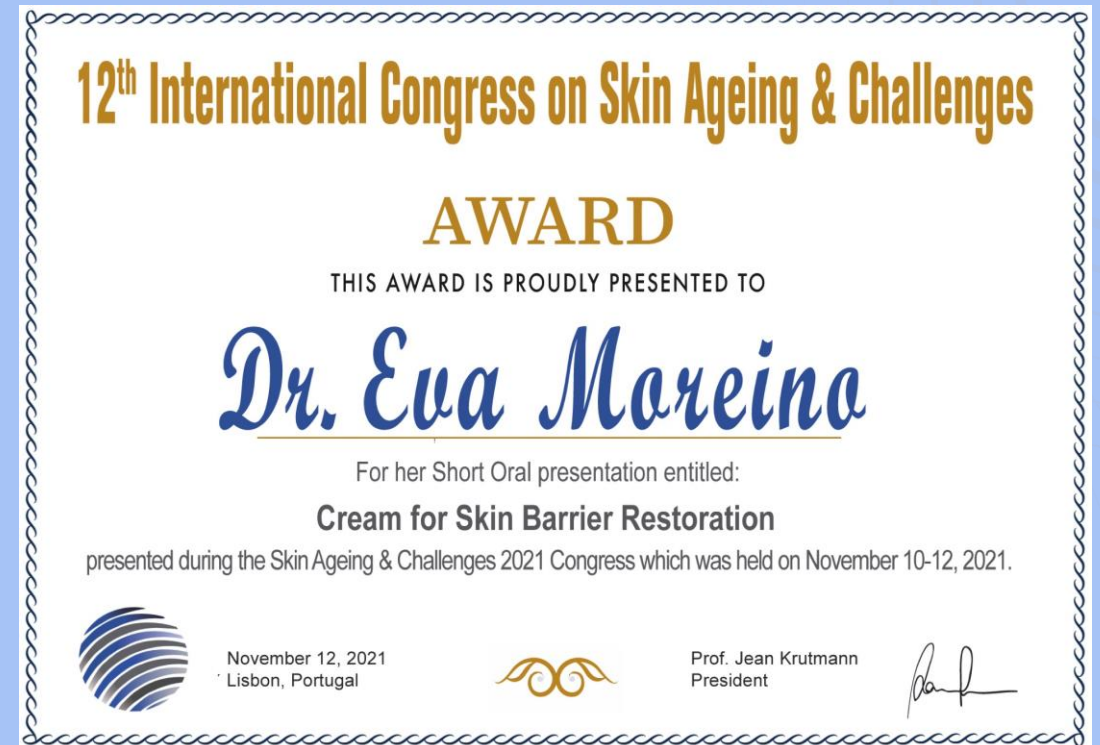 12th International Congress on Skin Ageing & Challenges
AWARD
THIS AWARD IS PROUDLY PRESENTED TO
Dr. Eva Moreino
For her Short Oral presentation entitled:
Cream for Skin Barrier Restoration
presented during the Skin Ageing & Challenges 2021 Congress which was held on November 10-12, 2021.
November 12, 2021
Lisbon, Portugal
Prof. Jean Krutmann
President